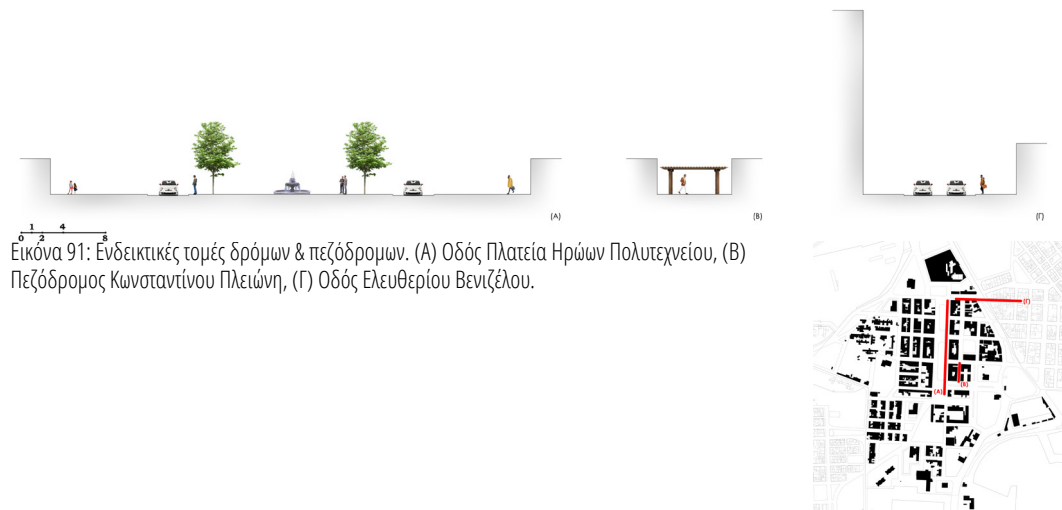 (Α)
(Β)
(Γ)
1 4
0 2 8
Εικόνα 91: Ενδεικτικές τομές δρόμων & πεζόδρομων. (Α) Οδός Πλατεία Ηρώων Πολυτεχνείου, (Β)
Πεζόδρομος Κωνσταντίνου Πλειώνη, (Γ) Οδός Ελευθερίου Βενιζέλου.
(Γ)
(Β)
(Α)